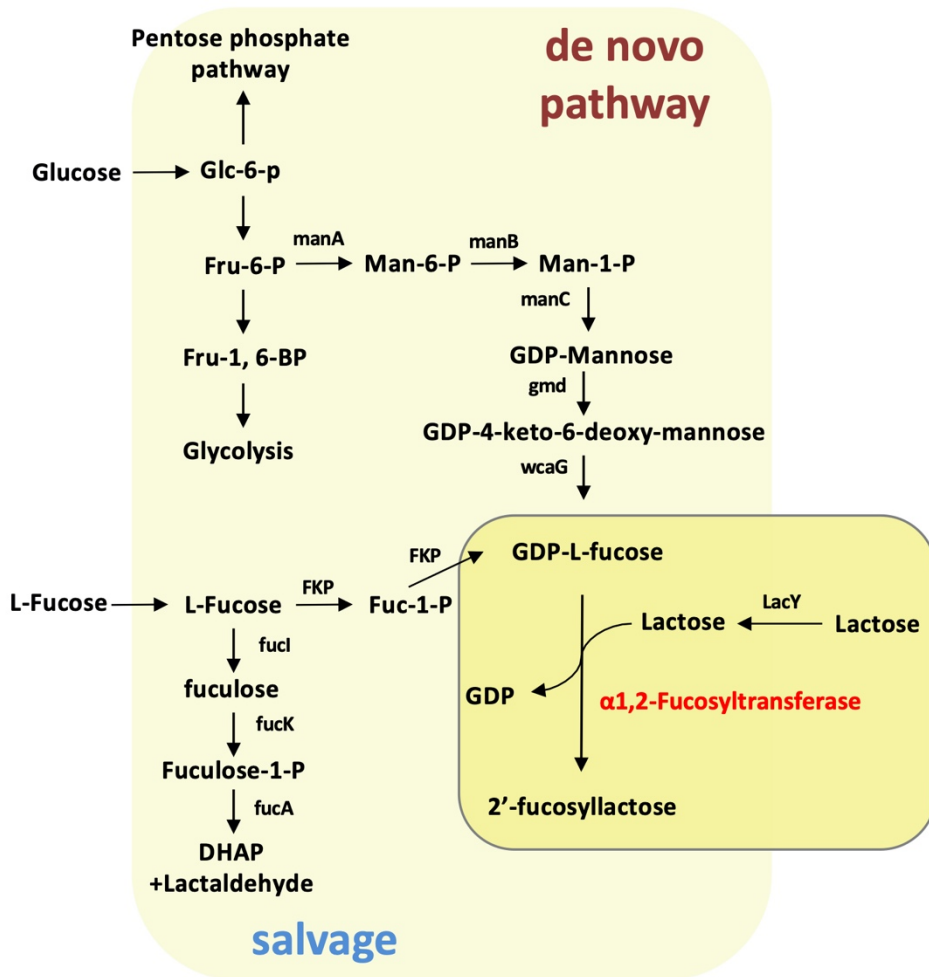 Pentose phosphate
pathway
de novo
pathway
Glucose
Glc-6-p
manA
manB
Fru-6-P
Man-6-P
Man-1-P
manC
Fru-1, 6-BP
GDP-Mannose
gmd
Glycolysis
GDP-4-keto-6-deoxy-mannose
wcaG
FKP
GDP-L-fucose
L-Fucose
L-Fucose
FKP
Fuc-1-P
LacY
Lactose
Lactose
fucI
fuculose
GDP
α1,2-Fucosyltransferase
fucK
Fuculose-1-P
fucA
2’-fucosyllactose
DHAP
+Lactaldehyde
salvage